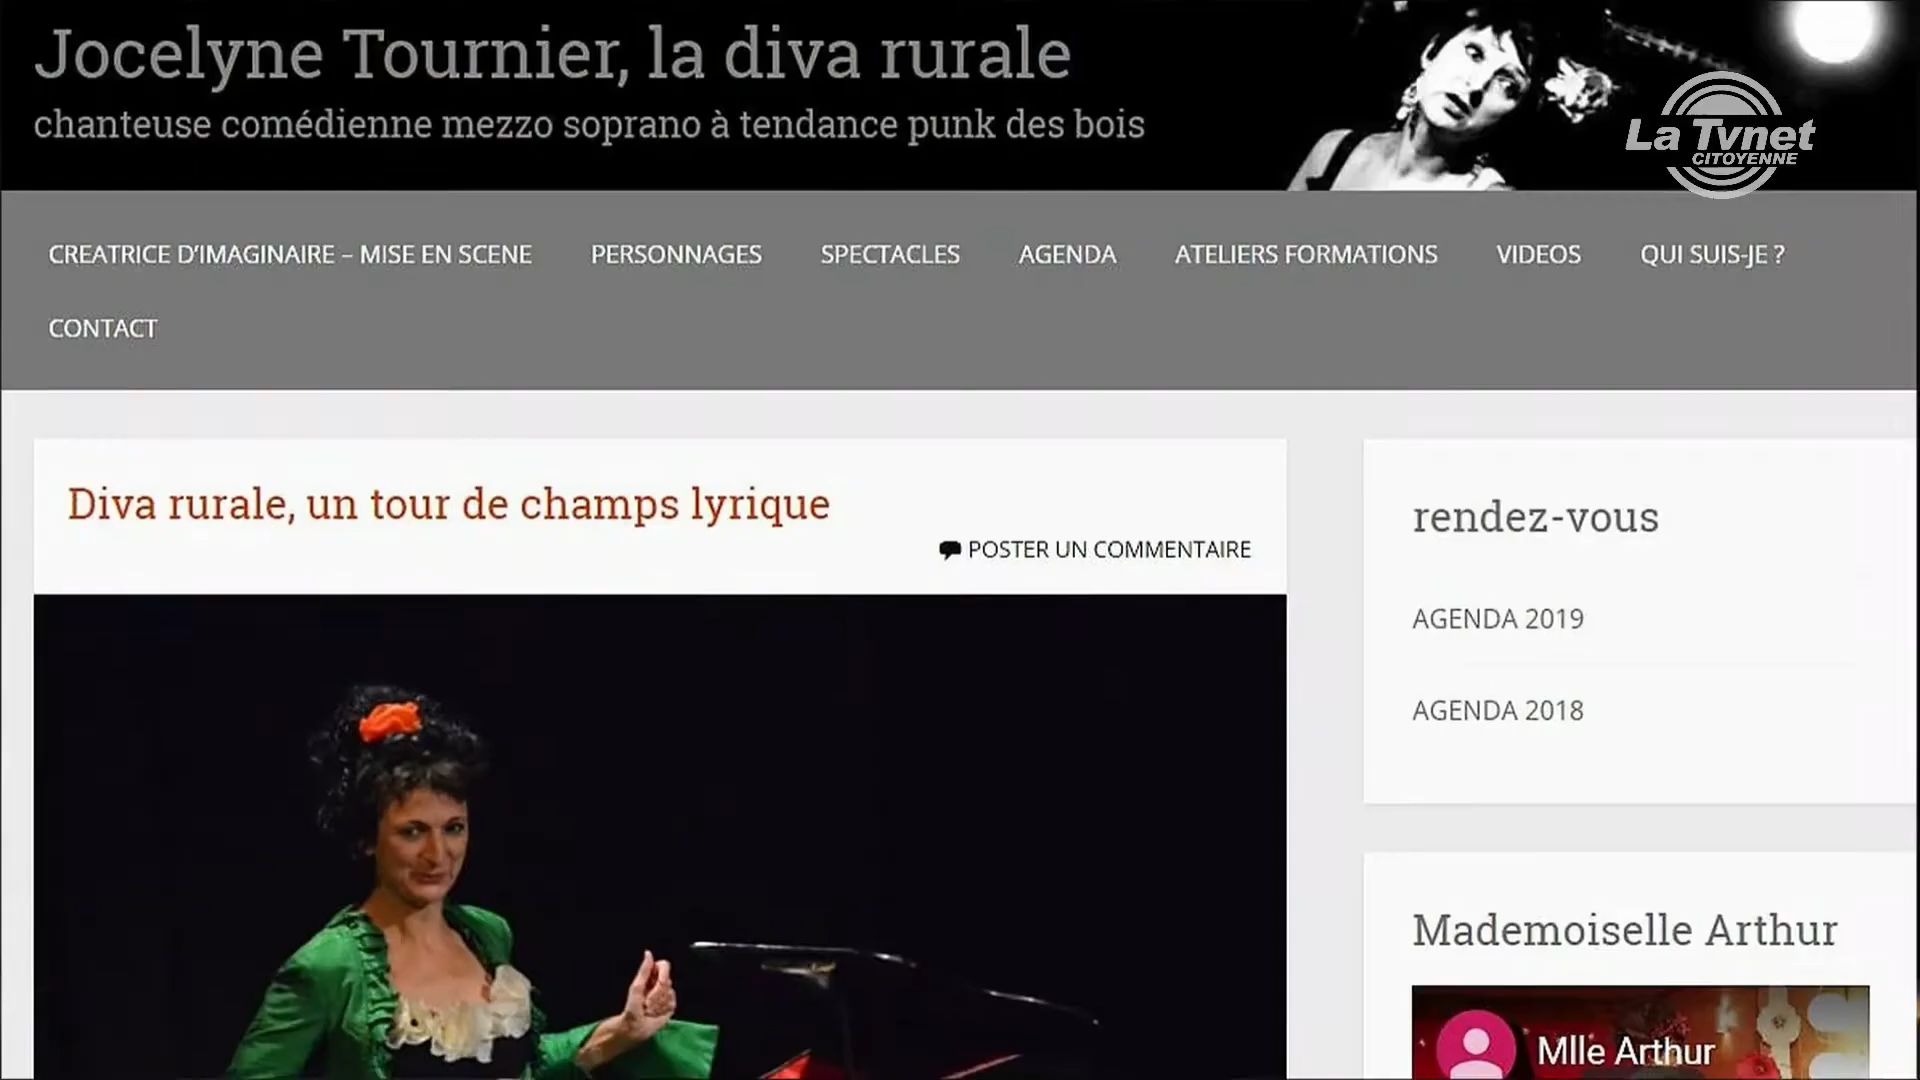 Jocelyne Tournier, la diva rurale
chanteuse comédienne mezzo soprano à tendance punk des bois
La Tvnet
CITOYENNE
CREATRICE D'IMAGINAIRE – MISE EN SCENE PERSONNAGES SPECTACLES AGENDA ATELIERS FORMATIONS VIDEOS QUI SUIS-JE ?
CONTACT
Diva rurale, un tour de champs lyrique
POSTER UN COMMENTAIRE
rendez-vous
AGENDA 2019
AGENDA 2018
Mademoiselle Arthur
Mlle Arthur